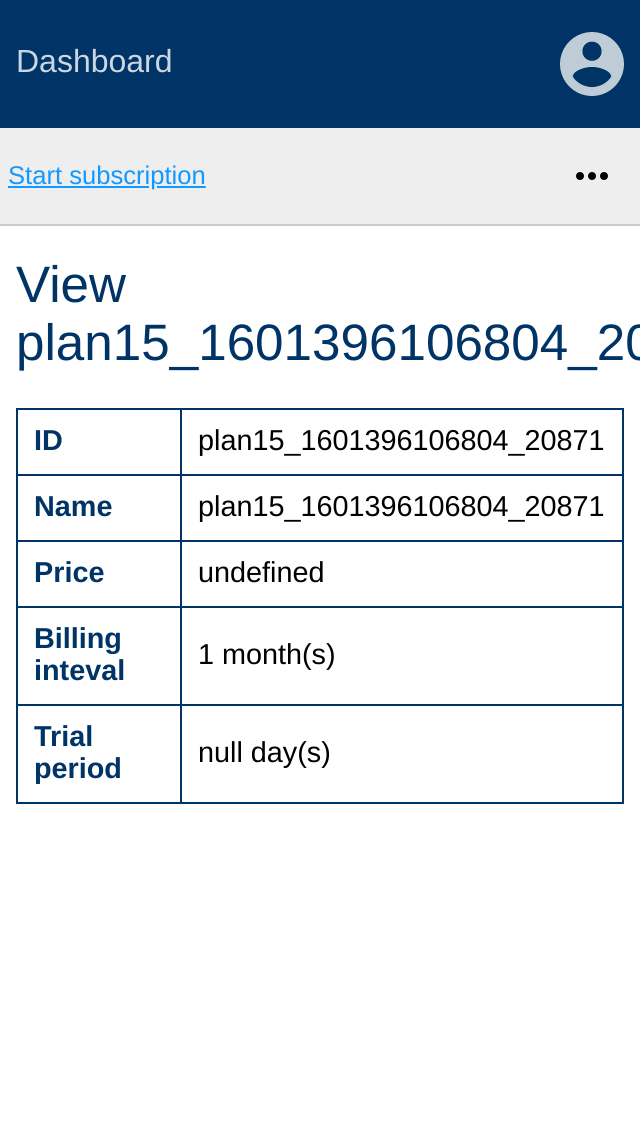 Dashboard
Start subscription
View
plan15_1601396106804_20
ID
plan15_1601396106804_20871
Name
plan15_1601396106804_20871
Price
undefined
Billing
inteval
1 month(s)
Trial
period
null day(s)